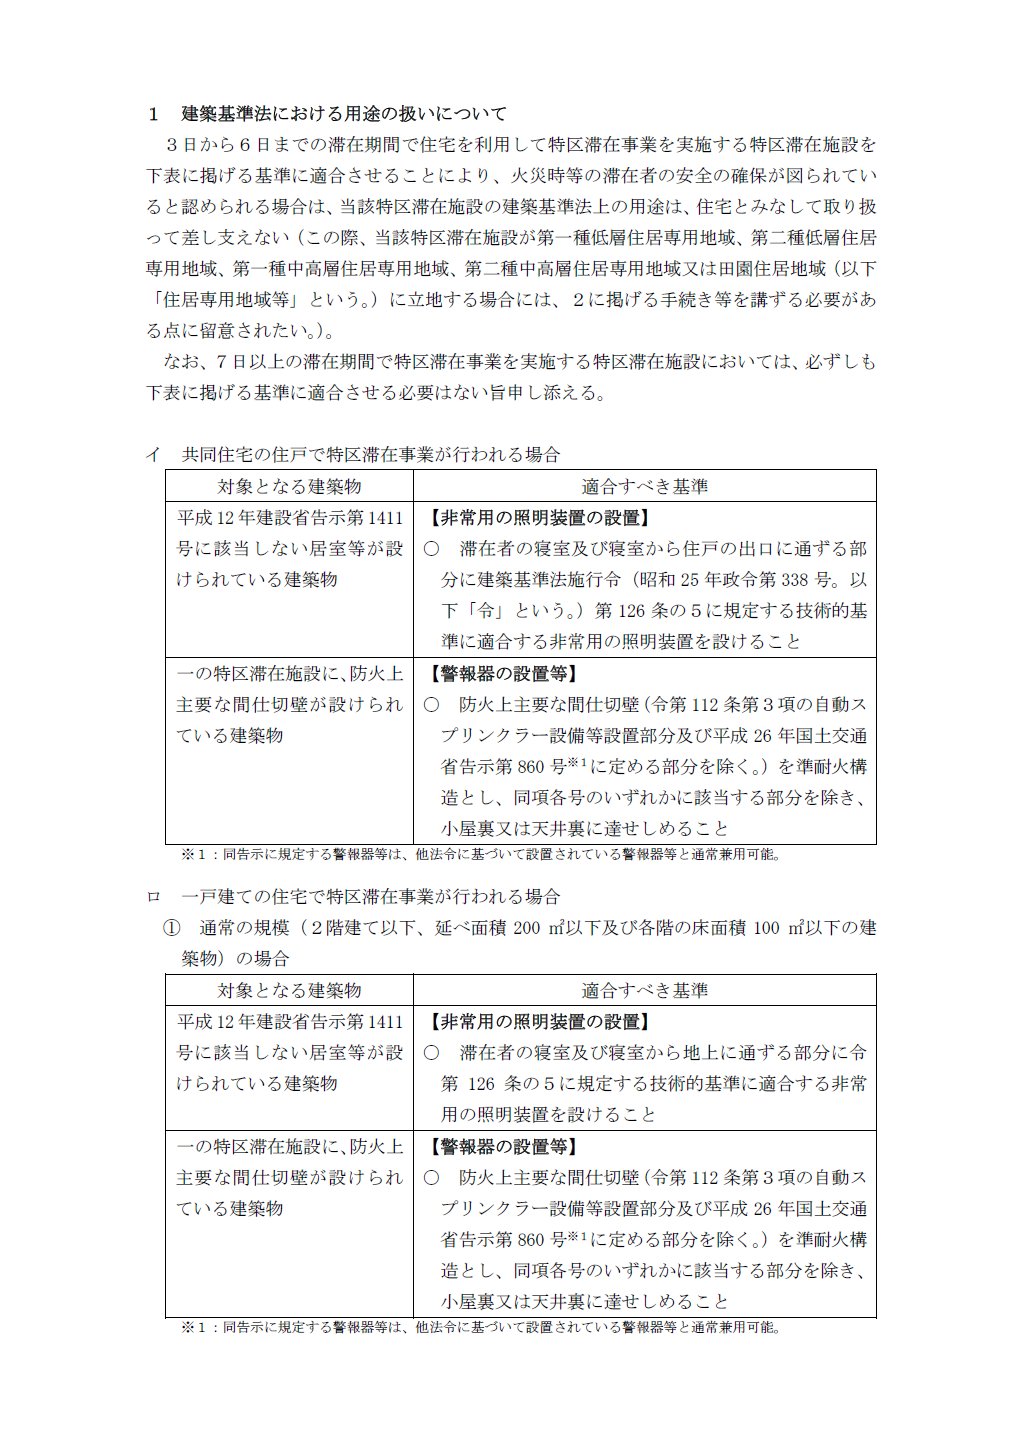 １　建築基準法における用途の扱いについて
３日から６日までの滞在期間で住宅を利用して特区滞在事業を実施する特区滞在施設を
下表に掲げる基準に適合させることにより、火災時等の滞在者の安全の確保が図られてい
ると認められる場合は、当該特区滞在施設の建築基準法上の用途は、住宅とみなして取り扱
って差し支えない（この際、当該特区滞在施設が第一種低層住居専用地域、第二種低層住居
専用地域、第一種中高層住居専用地域、第二種中高層住居専用地域又は田園住居地域（以下
「住居専用地域等」という。）に立地する場合には、２に掲げる手続き等を講ずる必要があ
る点に留意されたい。）。
なお、７日以上の滞在期間で特区滞在事業を実施する特区滞在施設においては、必ずしも
下表に掲げる基準に適合させる必要はない旨申し添える。
イ　共同住宅の住戸で特区滞在事業が行われる場合
対象となる建築物
適合すべき基準
平成 12 年建設省告示第 1411
号に該当しない居室等が設
けられている建築物
【非常用の照明装置の設置】
○　滞在者の寝室及び寝室から住戸の出口に通ずる部
分に建築基準法施行令（昭和 25 年政令第 338 号。以
下「令」という。）第 126 条の５に規定する技術的基
準に適合する非常用の照明装置を設けること
一の特区滞在施設に、防火上
主要な間仕切壁が設けられ
ている建築物
【警報器の設置等】
○　防火上主要な間仕切壁（令第 112 条第３項の自動ス
プリンクラー設備等設置部分及び平成 26 年国土交通
省告示第 860 号※１に定める部分を除く。）を準耐火構
造とし、同項各号のいずれかに該当する部分を除き、
小屋裏又は天井裏に達せしめること
※１：同告示に規定する警報器等は、他法令に基づいて設置されている警報器等と通常兼用可能。
ロ　一戸建ての住宅で特区滞在事業が行われる場合
①　通常の規模（２階建て以下、延べ面積 200 ㎡以下及び各階の床面積 100 ㎡以下の建
築物）の場合
対象となる建築物
適合すべき基準
平成 12 年建設省告示第 1411
号に該当しない居室等が設
けられている建築物
【非常用の照明装置の設置】
○　滞在者の寝室及び寝室から地上に通ずる部分に令
第 126 条の５に規定する技術的基準に適合する非常
用の照明装置を設けること
一の特区滞在施設に、防火上
主要な間仕切壁が設けられ
ている建築物
【警報器の設置等】
○　防火上主要な間仕切壁（令第 112 条第３項の自動ス
プリンクラー設備等設置部分及び平成 26 年国土交通
省告示第 860 号※１に定める部分を除く。）を準耐火構
造とし、同項各号のいずれかに該当する部分を除き、
小屋裏又は天井裏に達せしめること
※１：同告示に規定する警報器等は、他法令に基づいて設置されている警報器等と通常兼用可能。